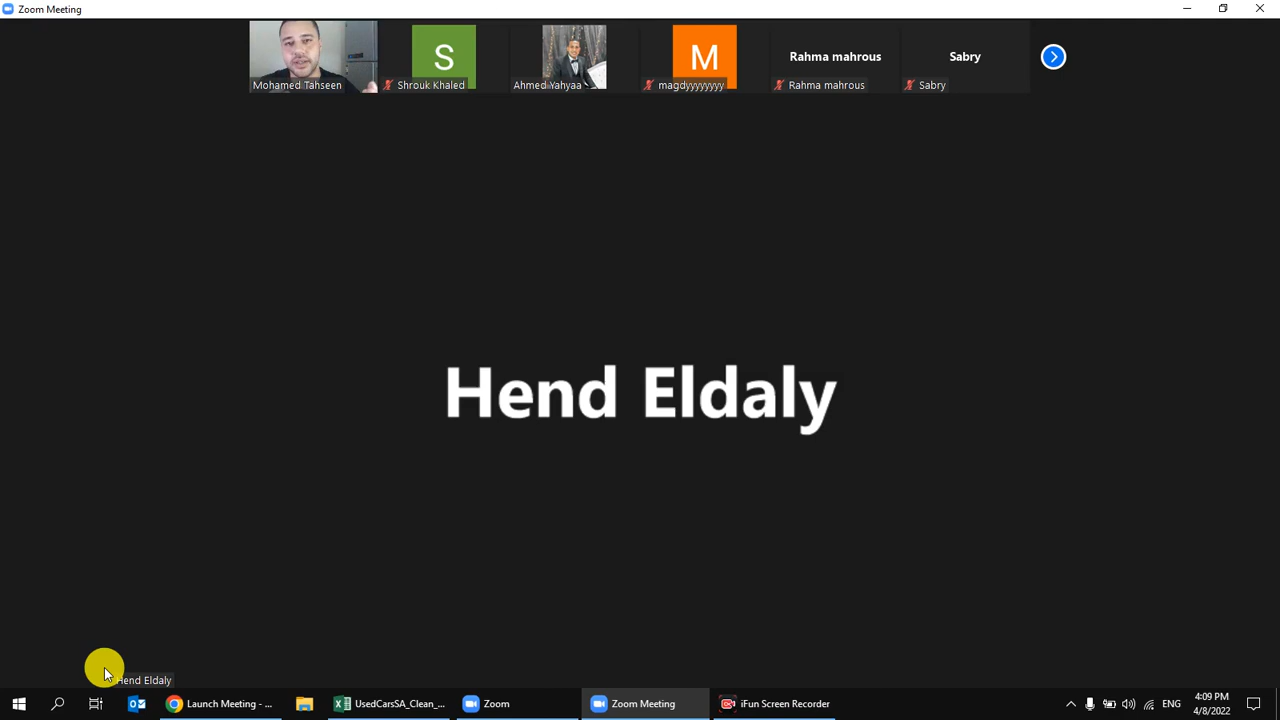 Zoom Meeting
S
M
Rahma mahrous
Sabry
Mohamed Tahseen
Shrouk Khaled
Ahmed Yahyaa
magdyyyyyyyy
Rahma mahrous
Sabry
Hend Eldaly
Hend Eldaly
Launch Meeting - ...
UsedCarsSA_Clean_...
Zoom
Zoom Meeting
iFun Screen Recorder
ENG
4:09 PM
4/8/2022